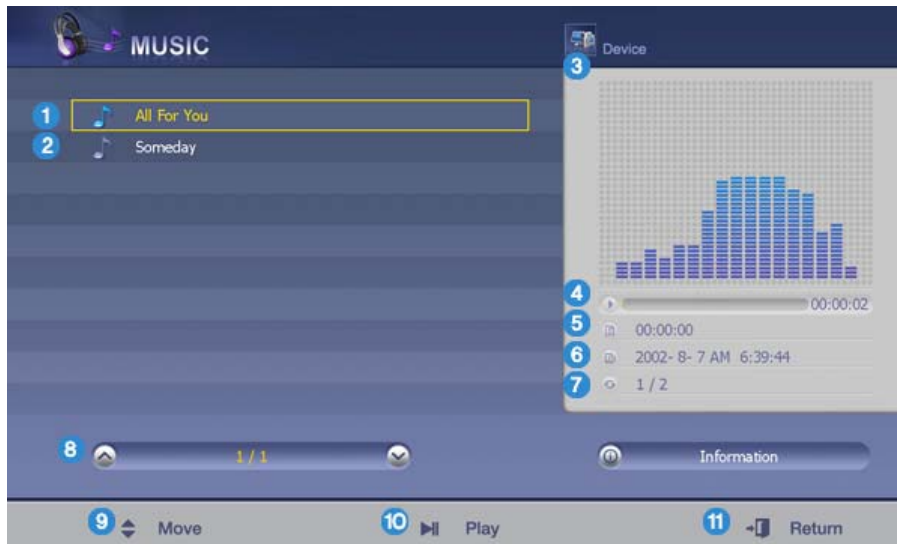 MUSIC
Device
3
1 All For You
2 Someday
4 00:00:02
5 00:00:00
6 2002- 8- 7 AM 6:39:44
7 1 / 2
8 1 / 1
Information
9 Move
10 Play
11 Return